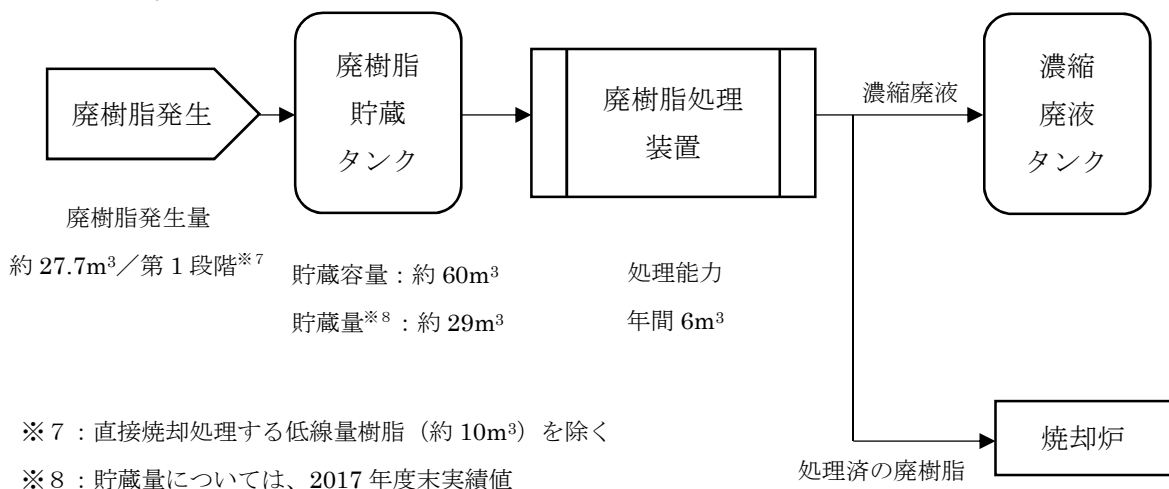 廃樹脂発生
廃樹脂
貯蔵
タンク
廃樹脂処理
装置
濃縮廃液
濃縮
廃液
タンク
廃樹脂発生量
約 27.7m³／第 1 段階※7
貯蔵容量：約 60m³
貯蔵量※8：約 29m³
処理能力
年間 6m³
焼却炉
処理済の廃樹脂
※７：直接焼却処理する低線量樹脂（約 10m³）を除く
※８：貯蔵量については、2017 年度末実績値